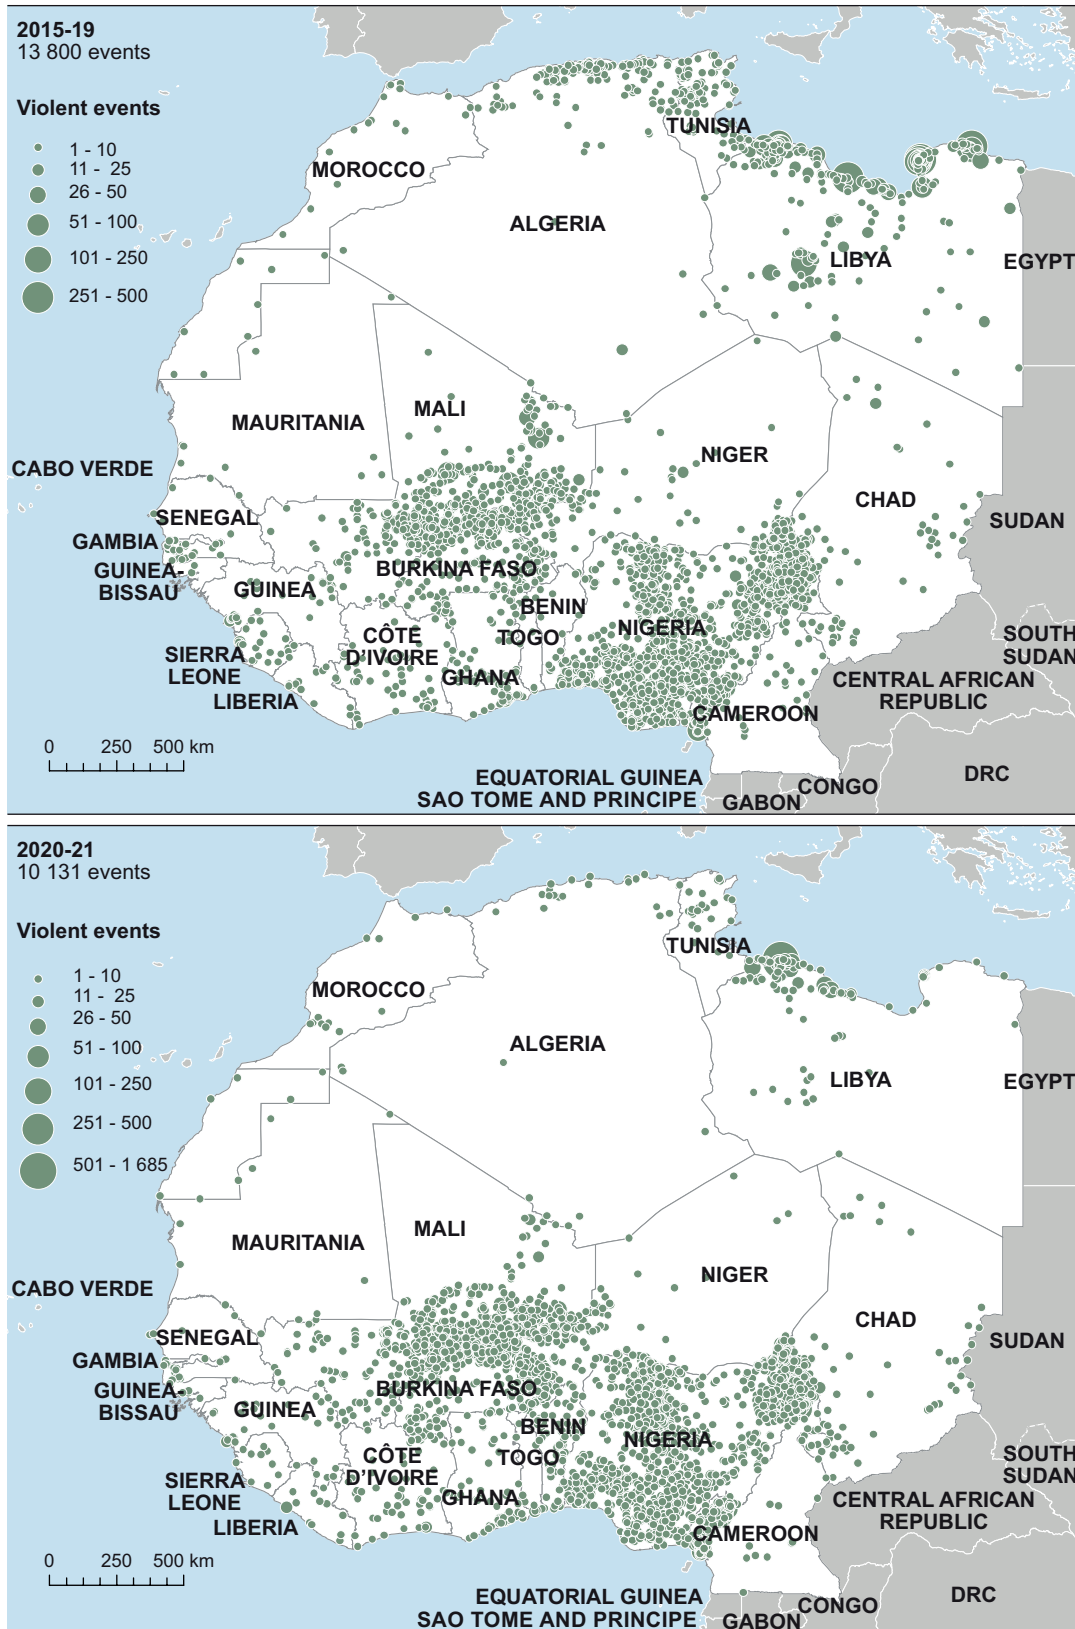 2015-19
13 800 events
Violent events
1 - 10
11 - 25
26 - 50
51 - 100
101 - 250
251 - 500
TUNISIA
MOROCCO
ALGERIA
LIBYA
EGYPT
MAURITANIA
MALI
NIGER
CABO VERDE
CHAD
SENEGAL
SUDAN
GAMBIA
GUINEA-
BISSAU
GUINEA
BURKINA FASO
BENIN
NIGERIA
TOGO
CÔTE
D'IVOIRE
SOUTH
SUDAN
SIERRA
LEONE
GHANA
LIBERIA
CENTRAL AFRICAN
REPUBLIC
CAMEROON
0 250 500 km
EQUATORIAL GUINEA
SAO TOME AND PRINCIPE
GABON
CONGO
DRC
2020-21
10 131 events
Violent events
1 - 10
11 - 25
26 - 50
51 - 100
101 - 250
251 - 500
501 - 1 685
TUNISIA
MOROCCO
ALGERIA
LIBYA
EGYPT
MAURITANIA
MALI
NIGER
CABO VERDE
CHAD
SENEGAL
SUDAN
GAMBIA
GUINEA-
BISSAU
GUINEA
BURKINA FASO
BENIN
NIGERIA
TOGO
CÔTE
D'IVOIRE
SOUTH
SUDAN
SIERRA
LEONE
GHANA
LIBERIA
CENTRAL AFRICAN
REPUBLIC
CAMEROON
0 250 500 km
EQUATORIAL GUINEA
SAO TOME AND PRINCIPE
GABON
CONGO
DRC